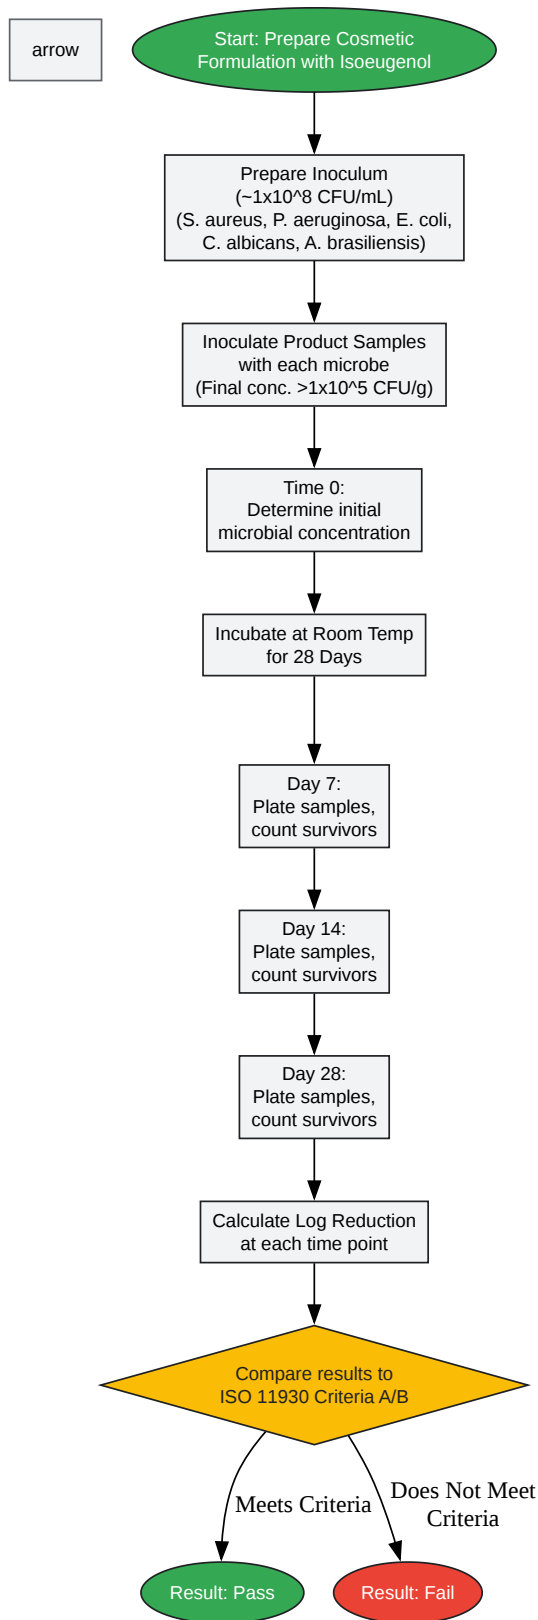 arrow
Start: Prepare Cosmetic
Formulation with Isoeugenol
Prepare Inoculum
(~1x10^8 CFU/mL)
(S. aureus, P. aeruginosa, E. coli,
C. albicans, A. brasiliensis)
Inoculate Product Samples
with each microbe
(Final conc. >1x10^5 CFU/g)
Time 0:
Determine initial
microbial concentration
Incubate at Room Temp
for 28 Days
Day 7:
Plate samples,
count survivors
Day 14:
Plate samples,
count survivors
Day 28:
Plate samples,
count survivors
Calculate Log Reduction
at each time point
Compare results to
ISO 11930 Criteria A/B
Meets Criteria
Does Not Meet
Criteria
Result: Pass
Result: Fail